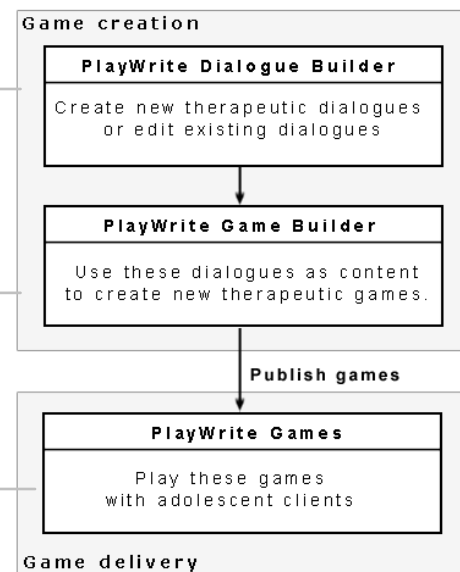 Game creation
PlayWrite Dialogue Builder
Create new therapeutic dialogues
or edit existing dialogues
PlayWrite Game Builder
Use these dialogues as content
to create new therapeutic games.
Publish games
PlayWrite Games
Play these games
with adolescent clients
Game delivery